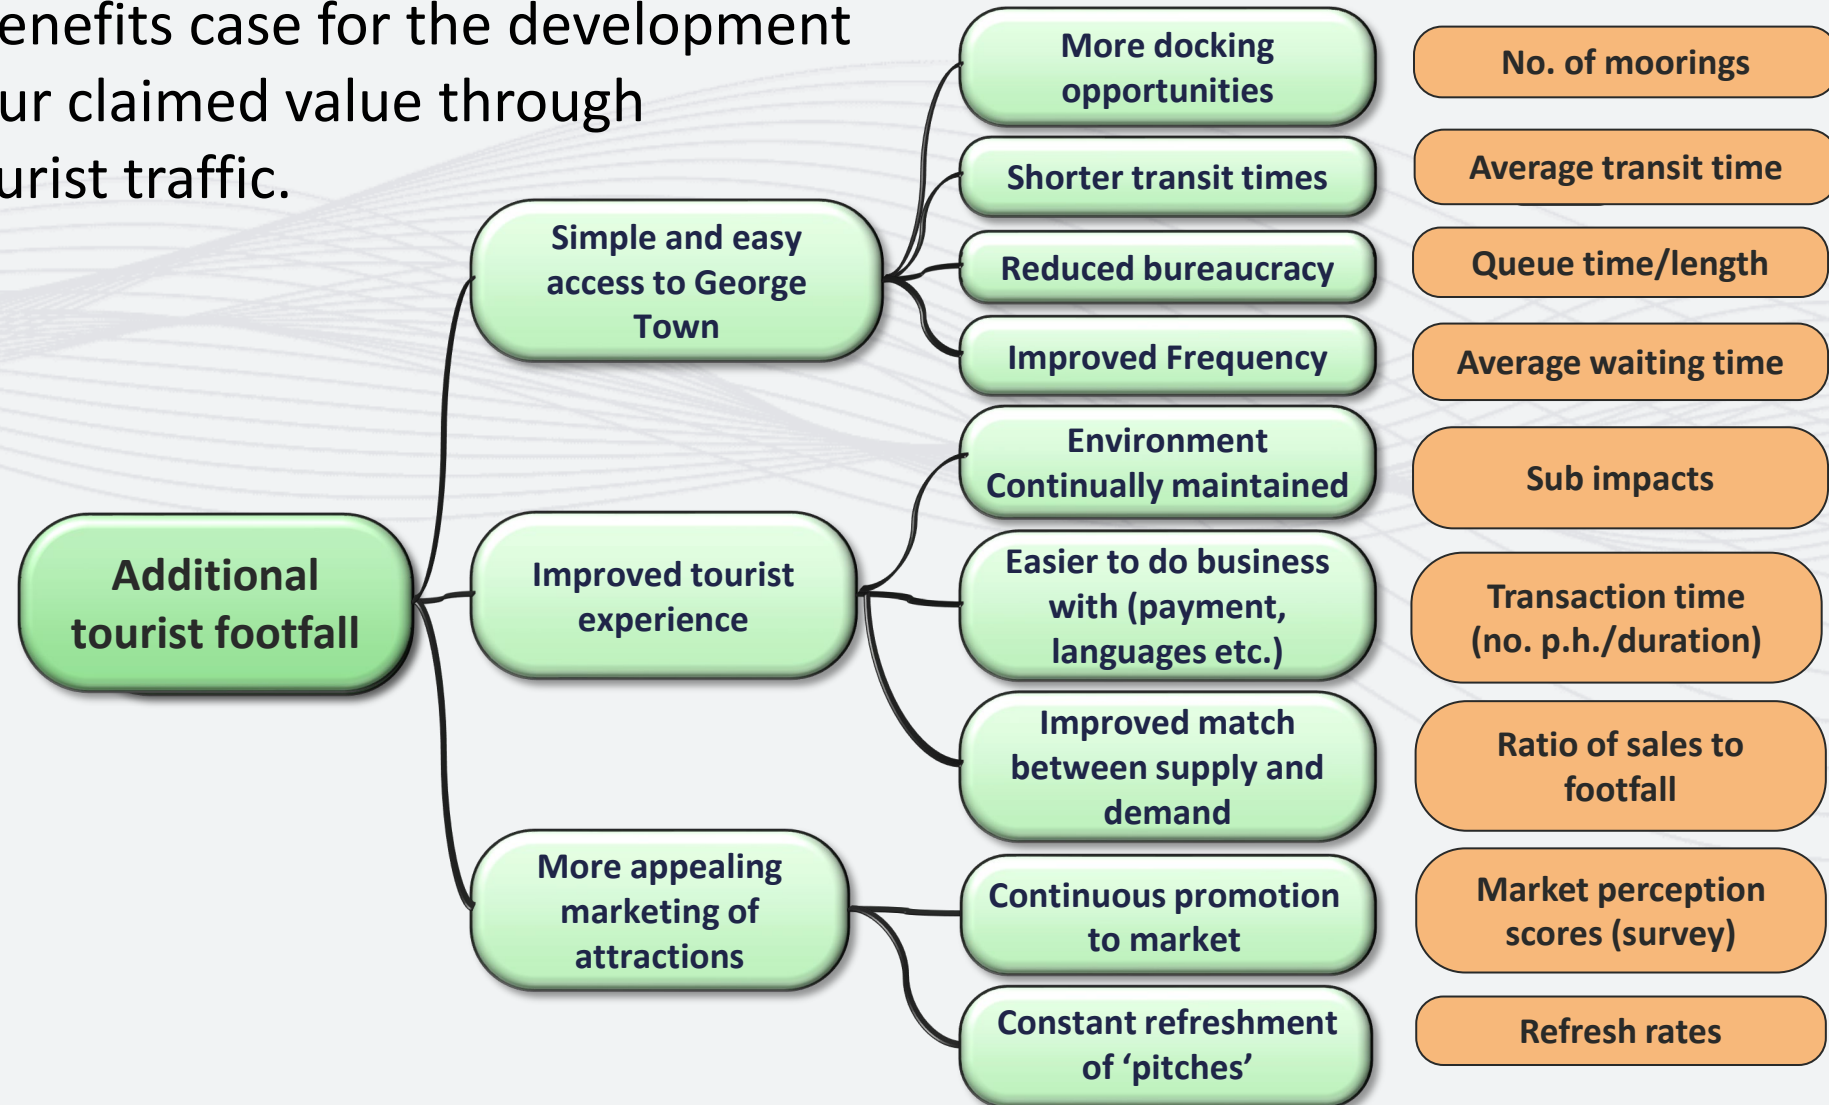 enefits case for the development
ur claimed value through
urist traffic.
Additional
tourist footfall
Simple and easy
access to George
Town
More docking
opportunities
No. of moorings
Shorter transit times
Average transit time
Reduced bureaucracy
Queue time/length
Improved Frequency
Average waiting time
Improved tourist
experience
Environment
Continually maintained
Sub impacts
Easier to do business
with (payment,
languages etc.)
Transaction time
(no. p.h./duration)
Improved match
between supply and
demand
Ratio of sales to
footfall
More appealing
marketing of
attractions
Continuous promotion
to market
Market perception
scores (survey)
Constant refreshment
of ‘pitches’
Refresh rates